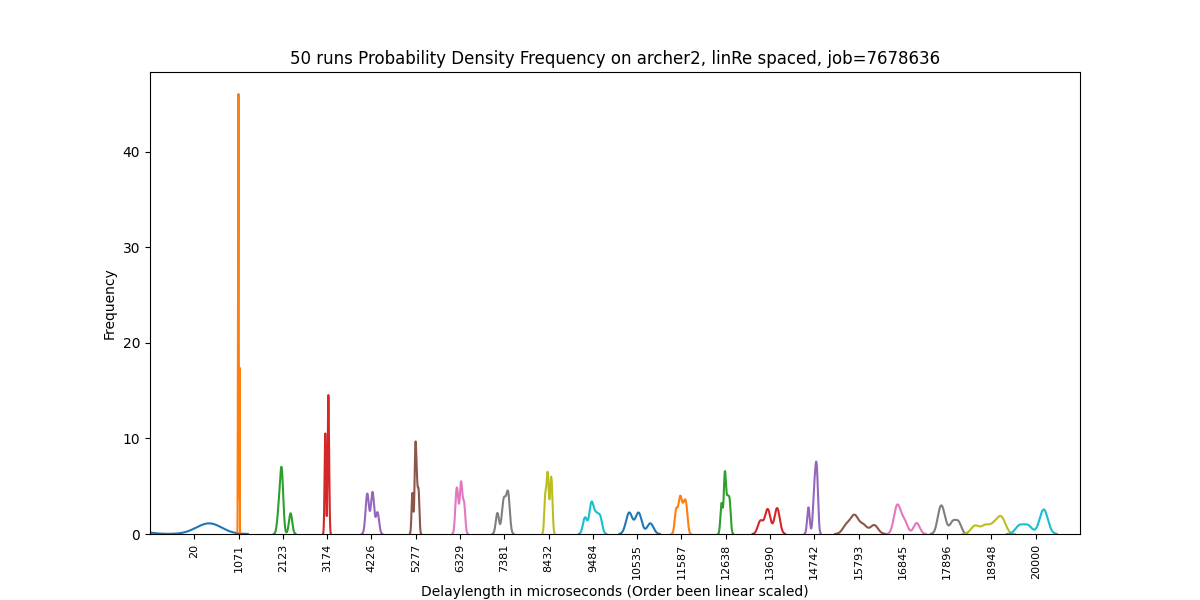 50 runs Probability Density Frequency on archer2, linRe spaced, job=7678636
Frequency
40
30
20
10
0
20 1071 2123 3174 4226 5277 6329 7381 8432 9484 10535 11587 12638 13690 14742 15793 16845 17896 18948 20000
Delaylength in microseconds (Order been linear scaled)